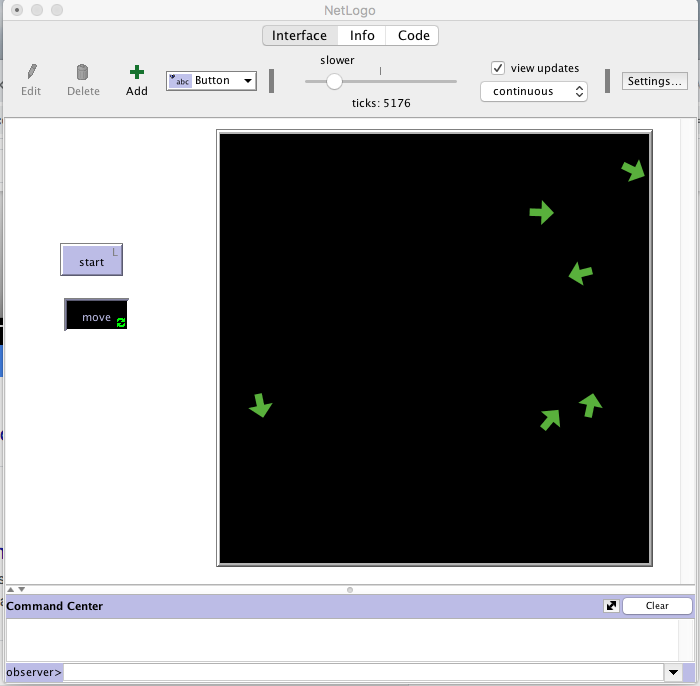 NetLogo
Interface Info Code
slower
Edit Delete Add abc Button
view updates
continuous
Settings...
ticks: 5176
start L
move
Command Center
Clear
observer>